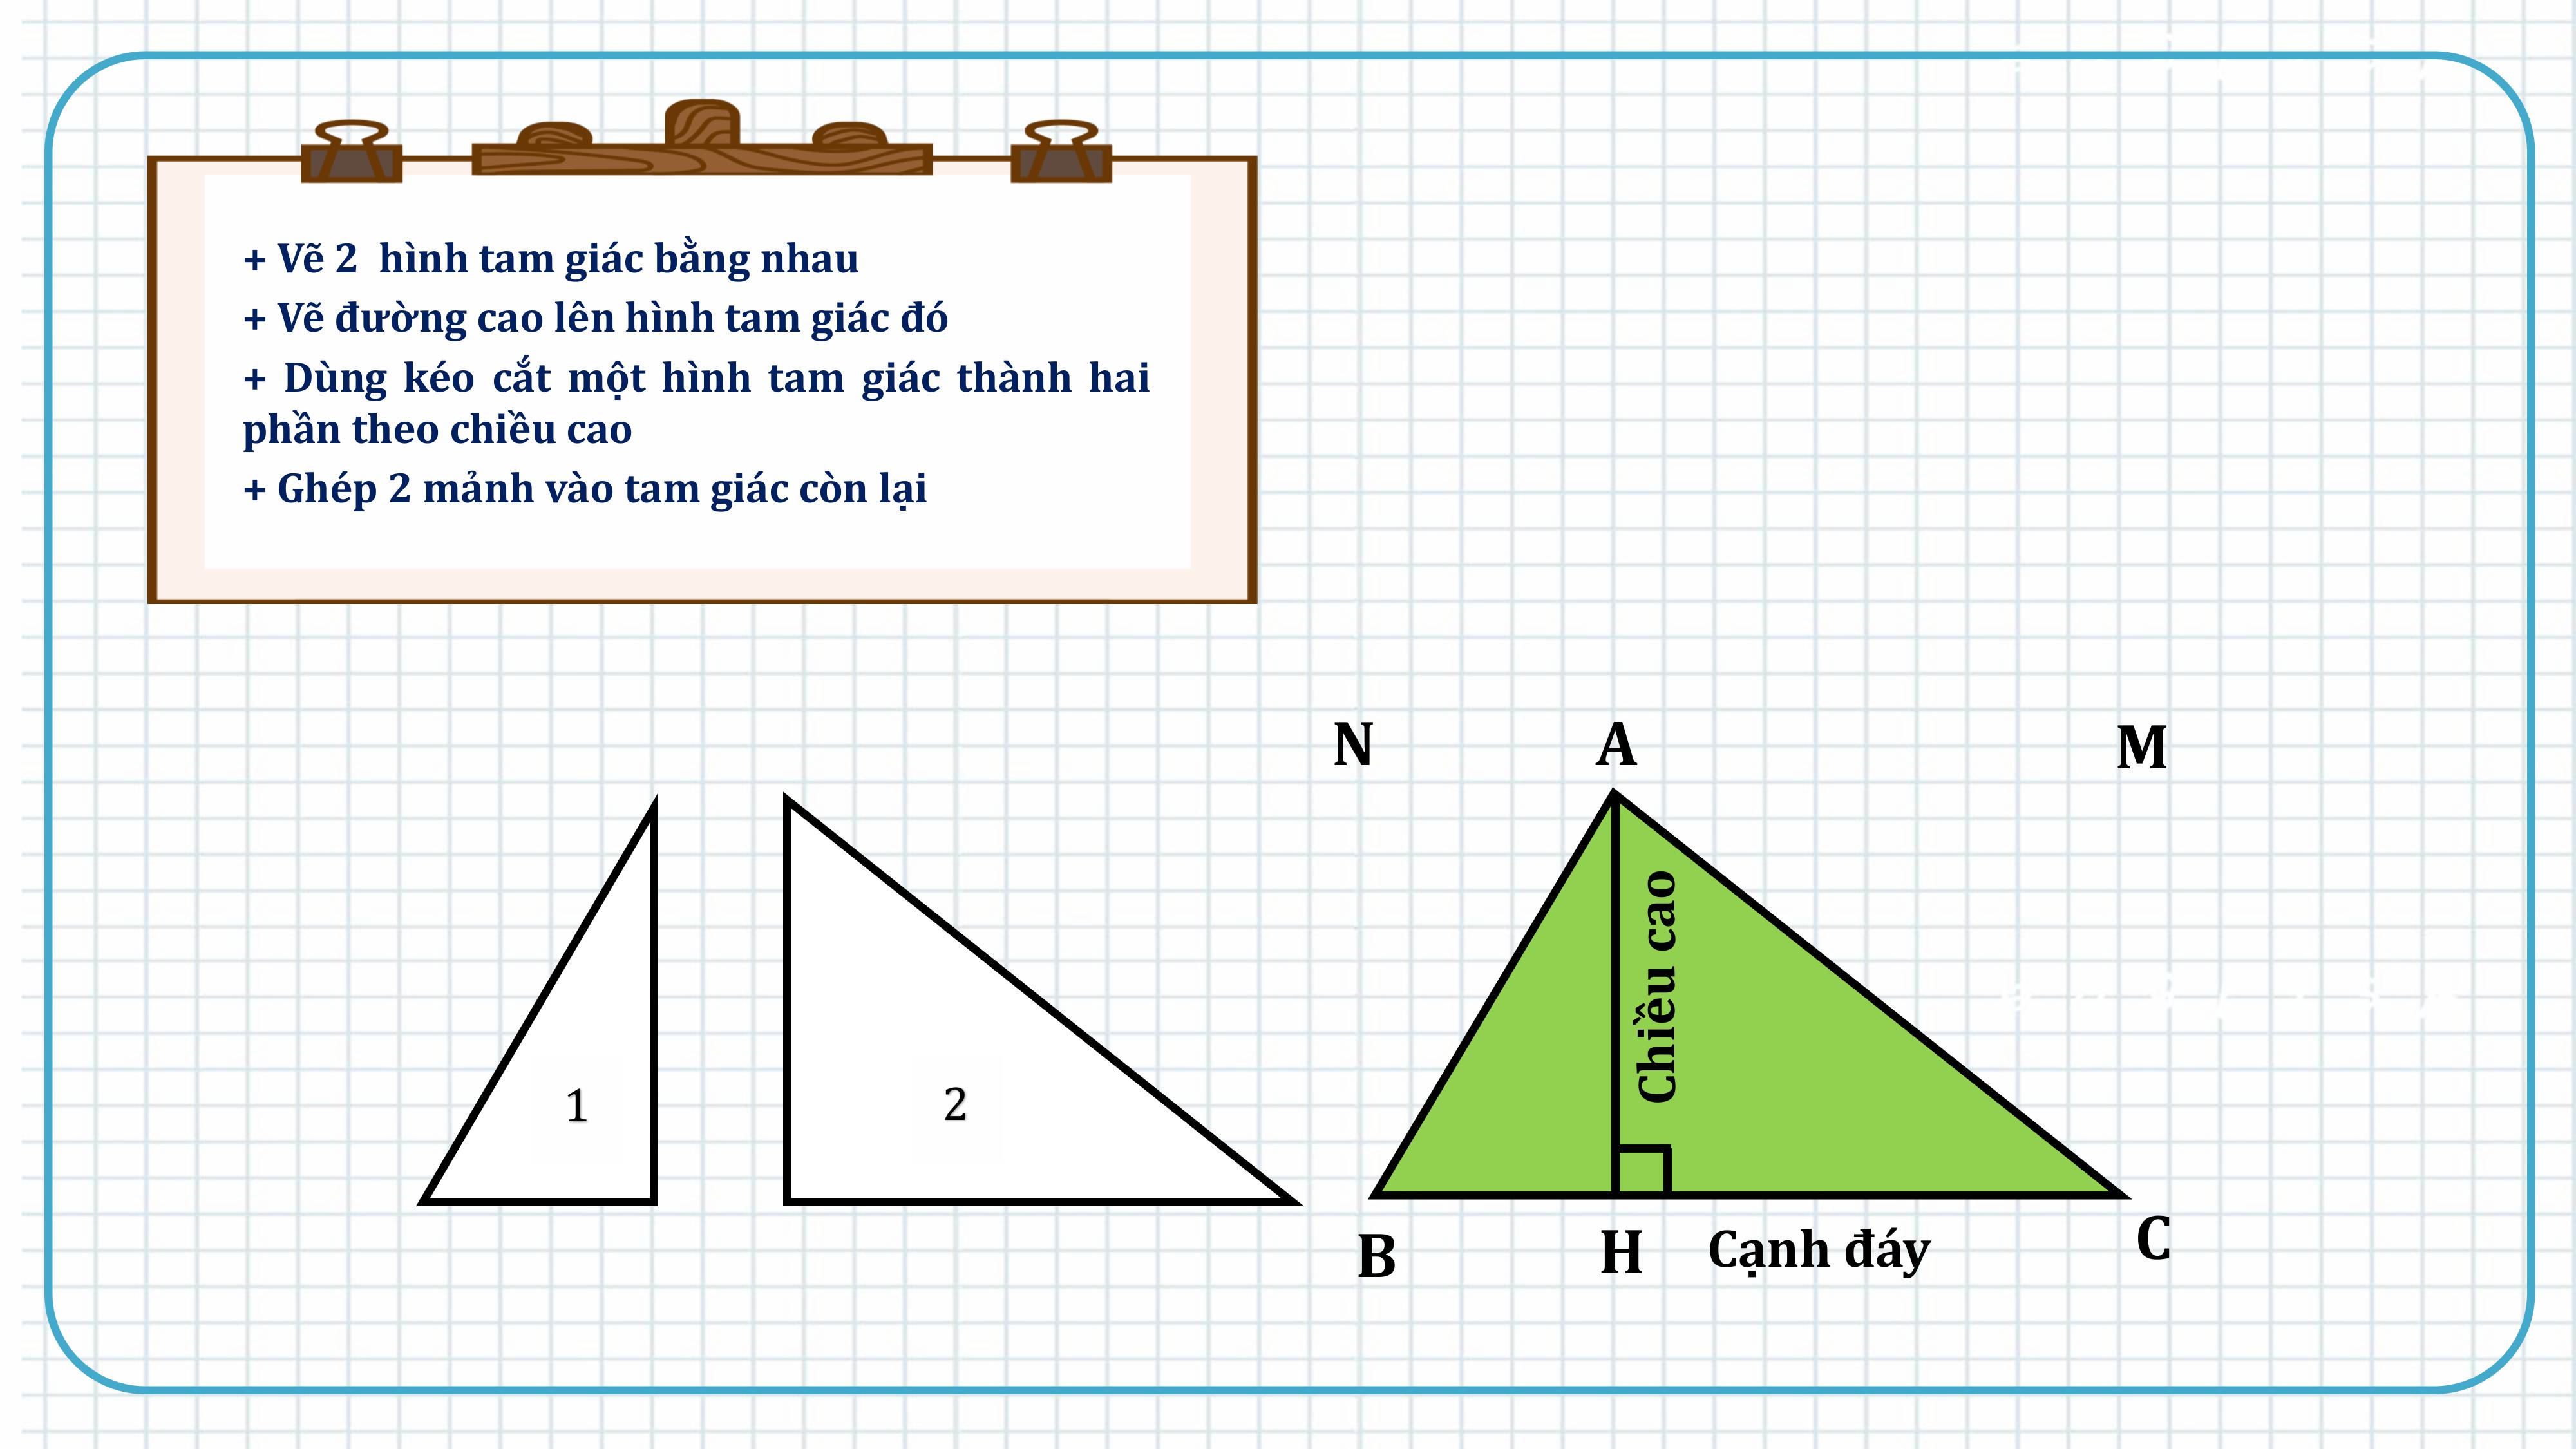 + Vẽ 2 hình tam giác bằng nhau
+ Vẽ đường cao lên hình tam giác đó
+ Dùng kéo cắt một hình tam giác thành hai
phần theo chiều cao
+ Ghép 2 mảnh vào tam giác còn lại
N A M
Chiều cao
1 2
B H Cạnh đáy C